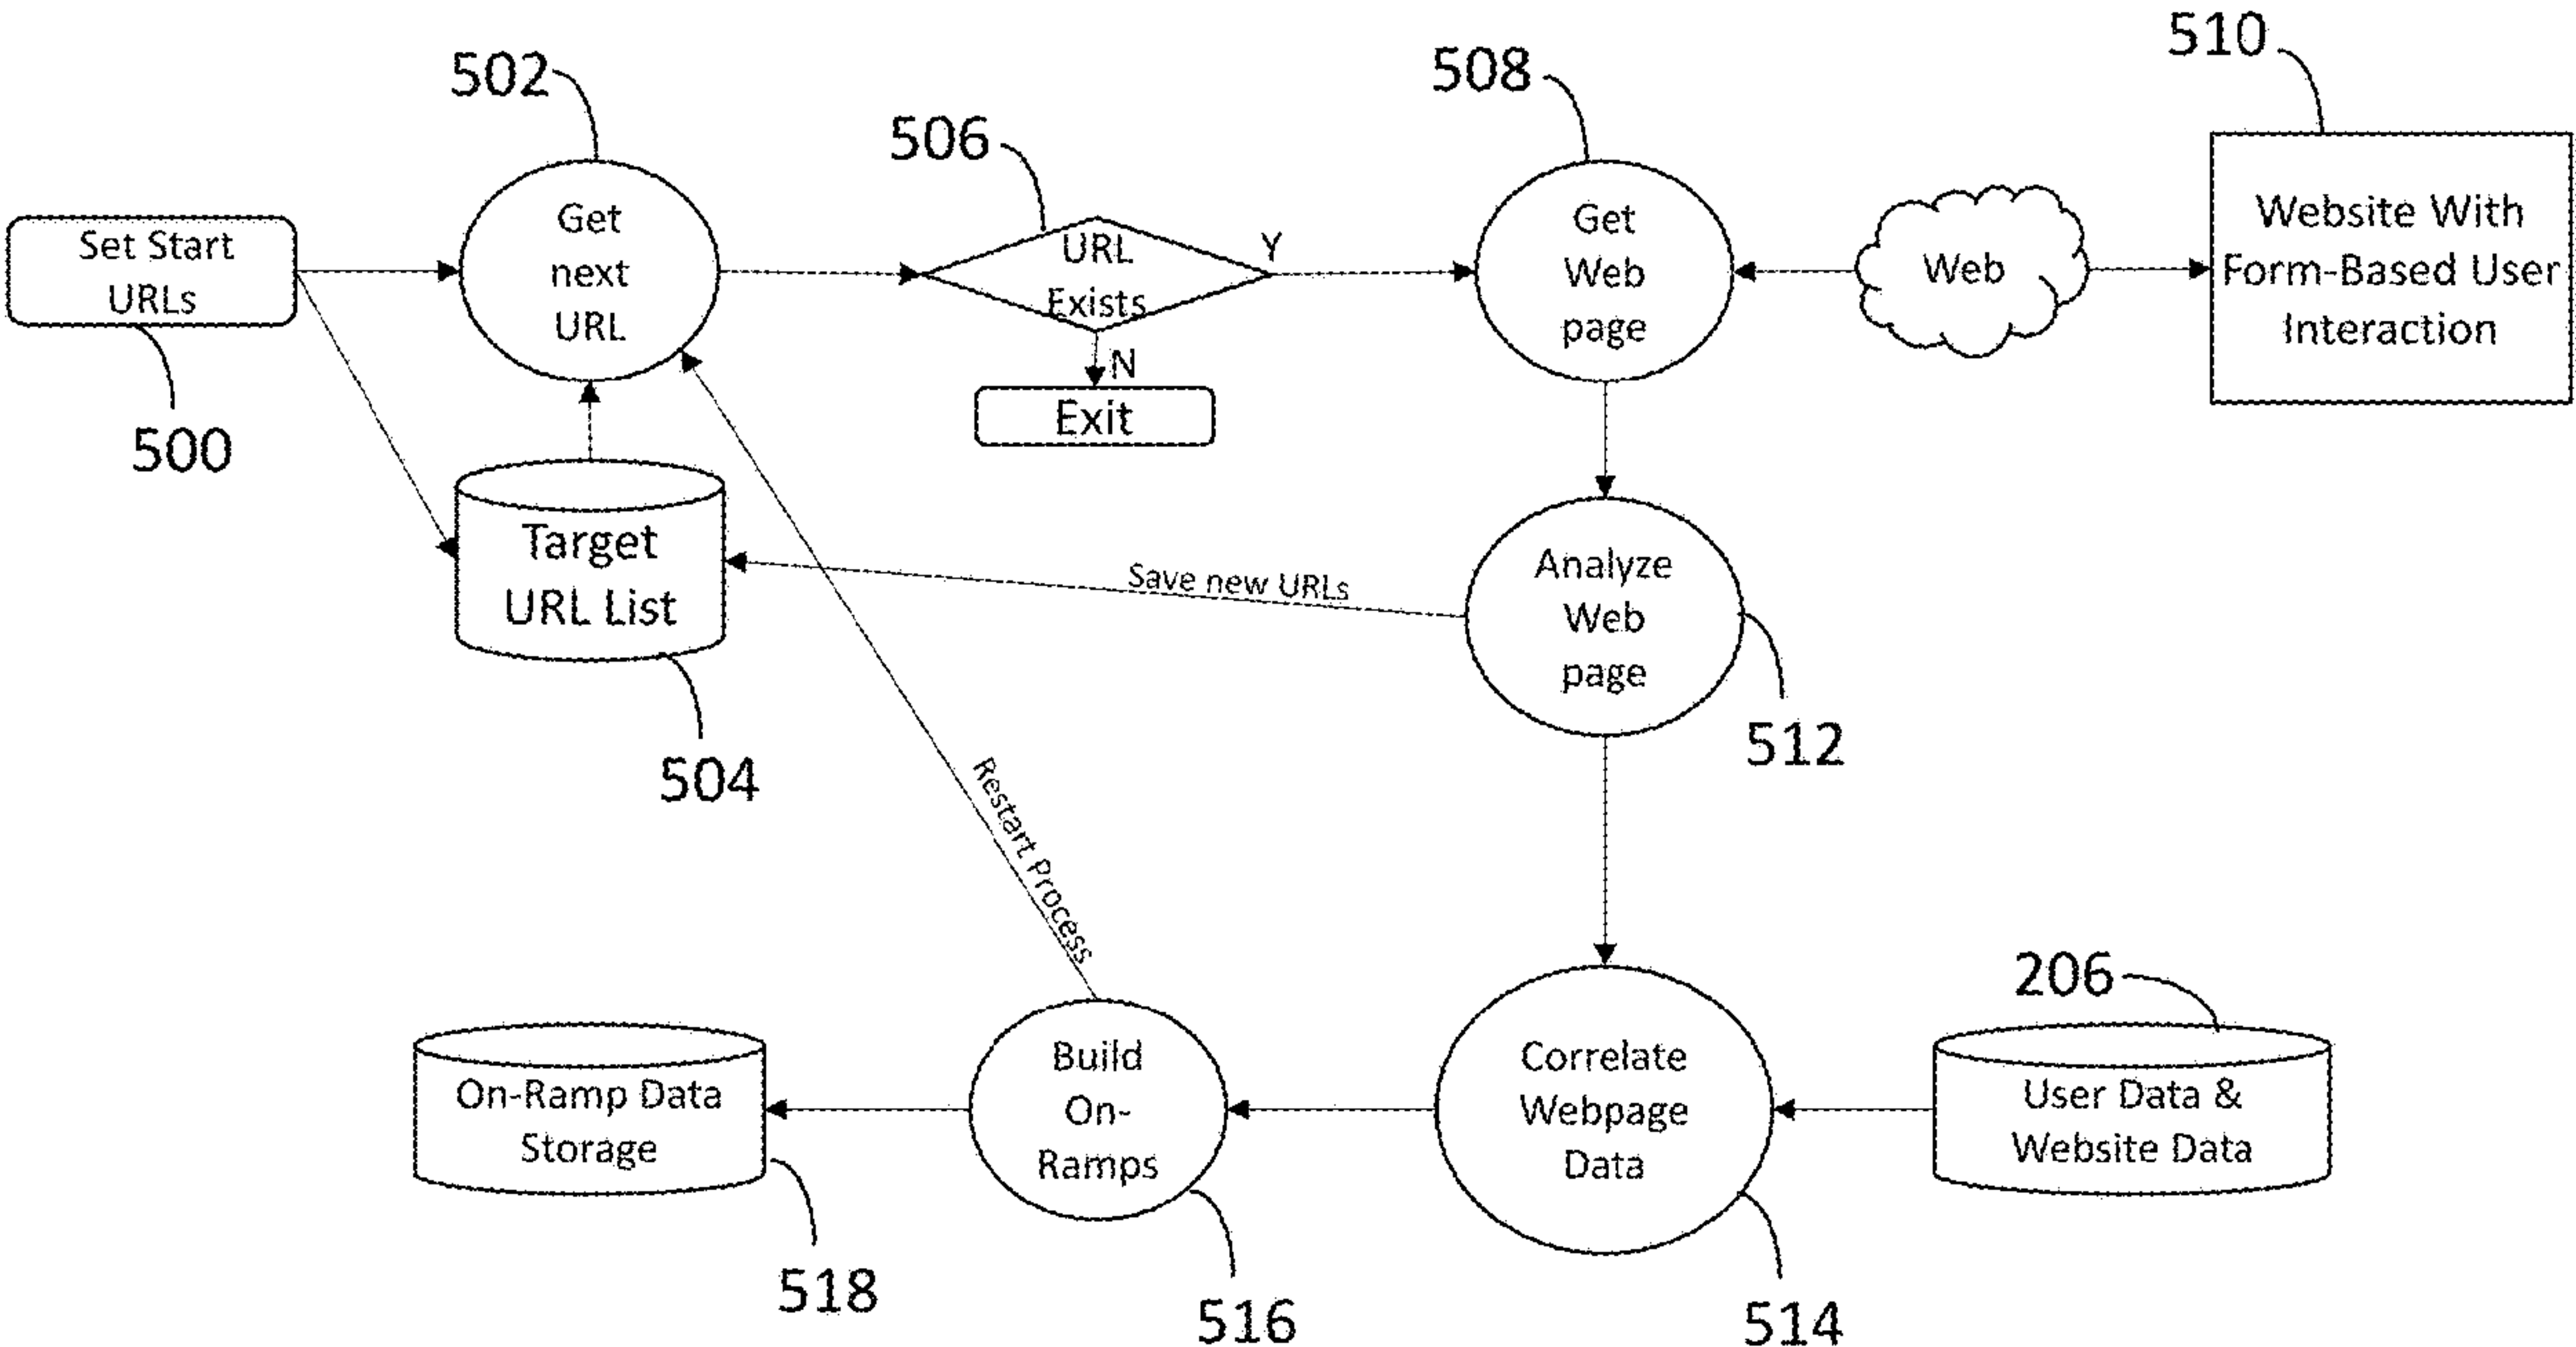 510
502
508
506
Get
next
URL
Set Start
URLs
URL
Exists
Y
N
Exit
Get
Web
page
Web
Website With
Form-Based User
Interaction
500
Target
URL List
Save new URLs
Analyze
Web
page
504
512
Restart Process
206
On-Ramp Data
Storage
Build
On-
Ramps
Correlate
Webpage
Data
User Data &
Website Data
518
516
514